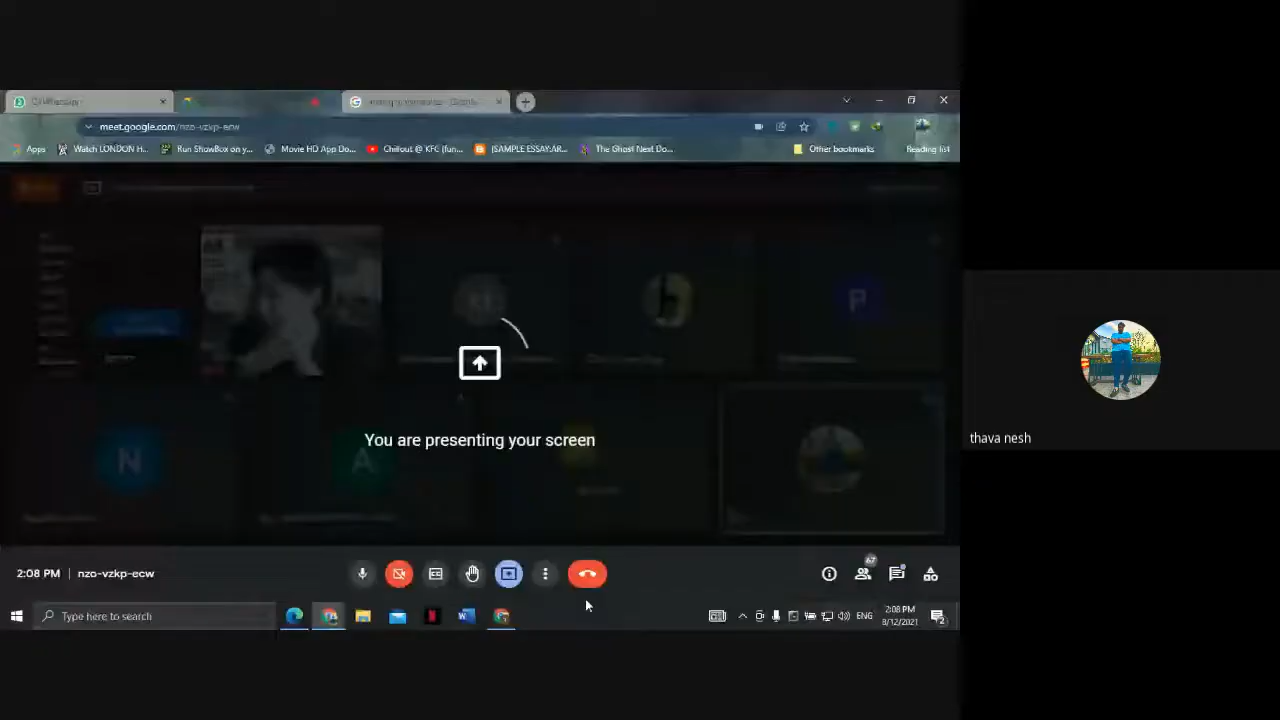 meet.google.com/nzo-vzkp-ecw
Apps
Watch LONDON H...
Run ShowBox on y...
Movie HD App Do...
Chillout @ KFC (fun...
(SAMPLE ESSAY:AR...
The Ghost Next Do...
Other bookmarks
Reading list
P
N
A
You are presenting your screen
thava nesh
2:08 PM | nzo-vzkp-ecw
67
Type here to search
ENG
2:08 PM
8/12/2021
2